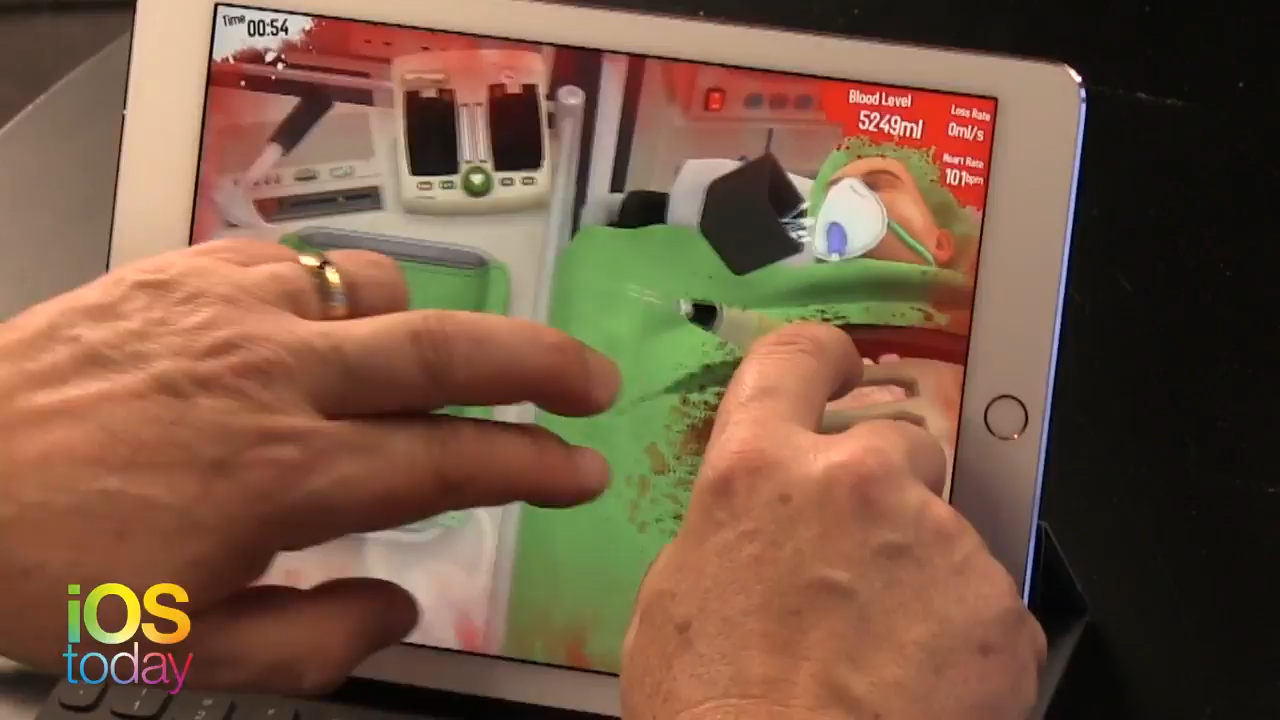 Time 00:54
Blood Level
5249ml
Loss Rate
0ml/s
Heart Rate
101bpm
iOS
today